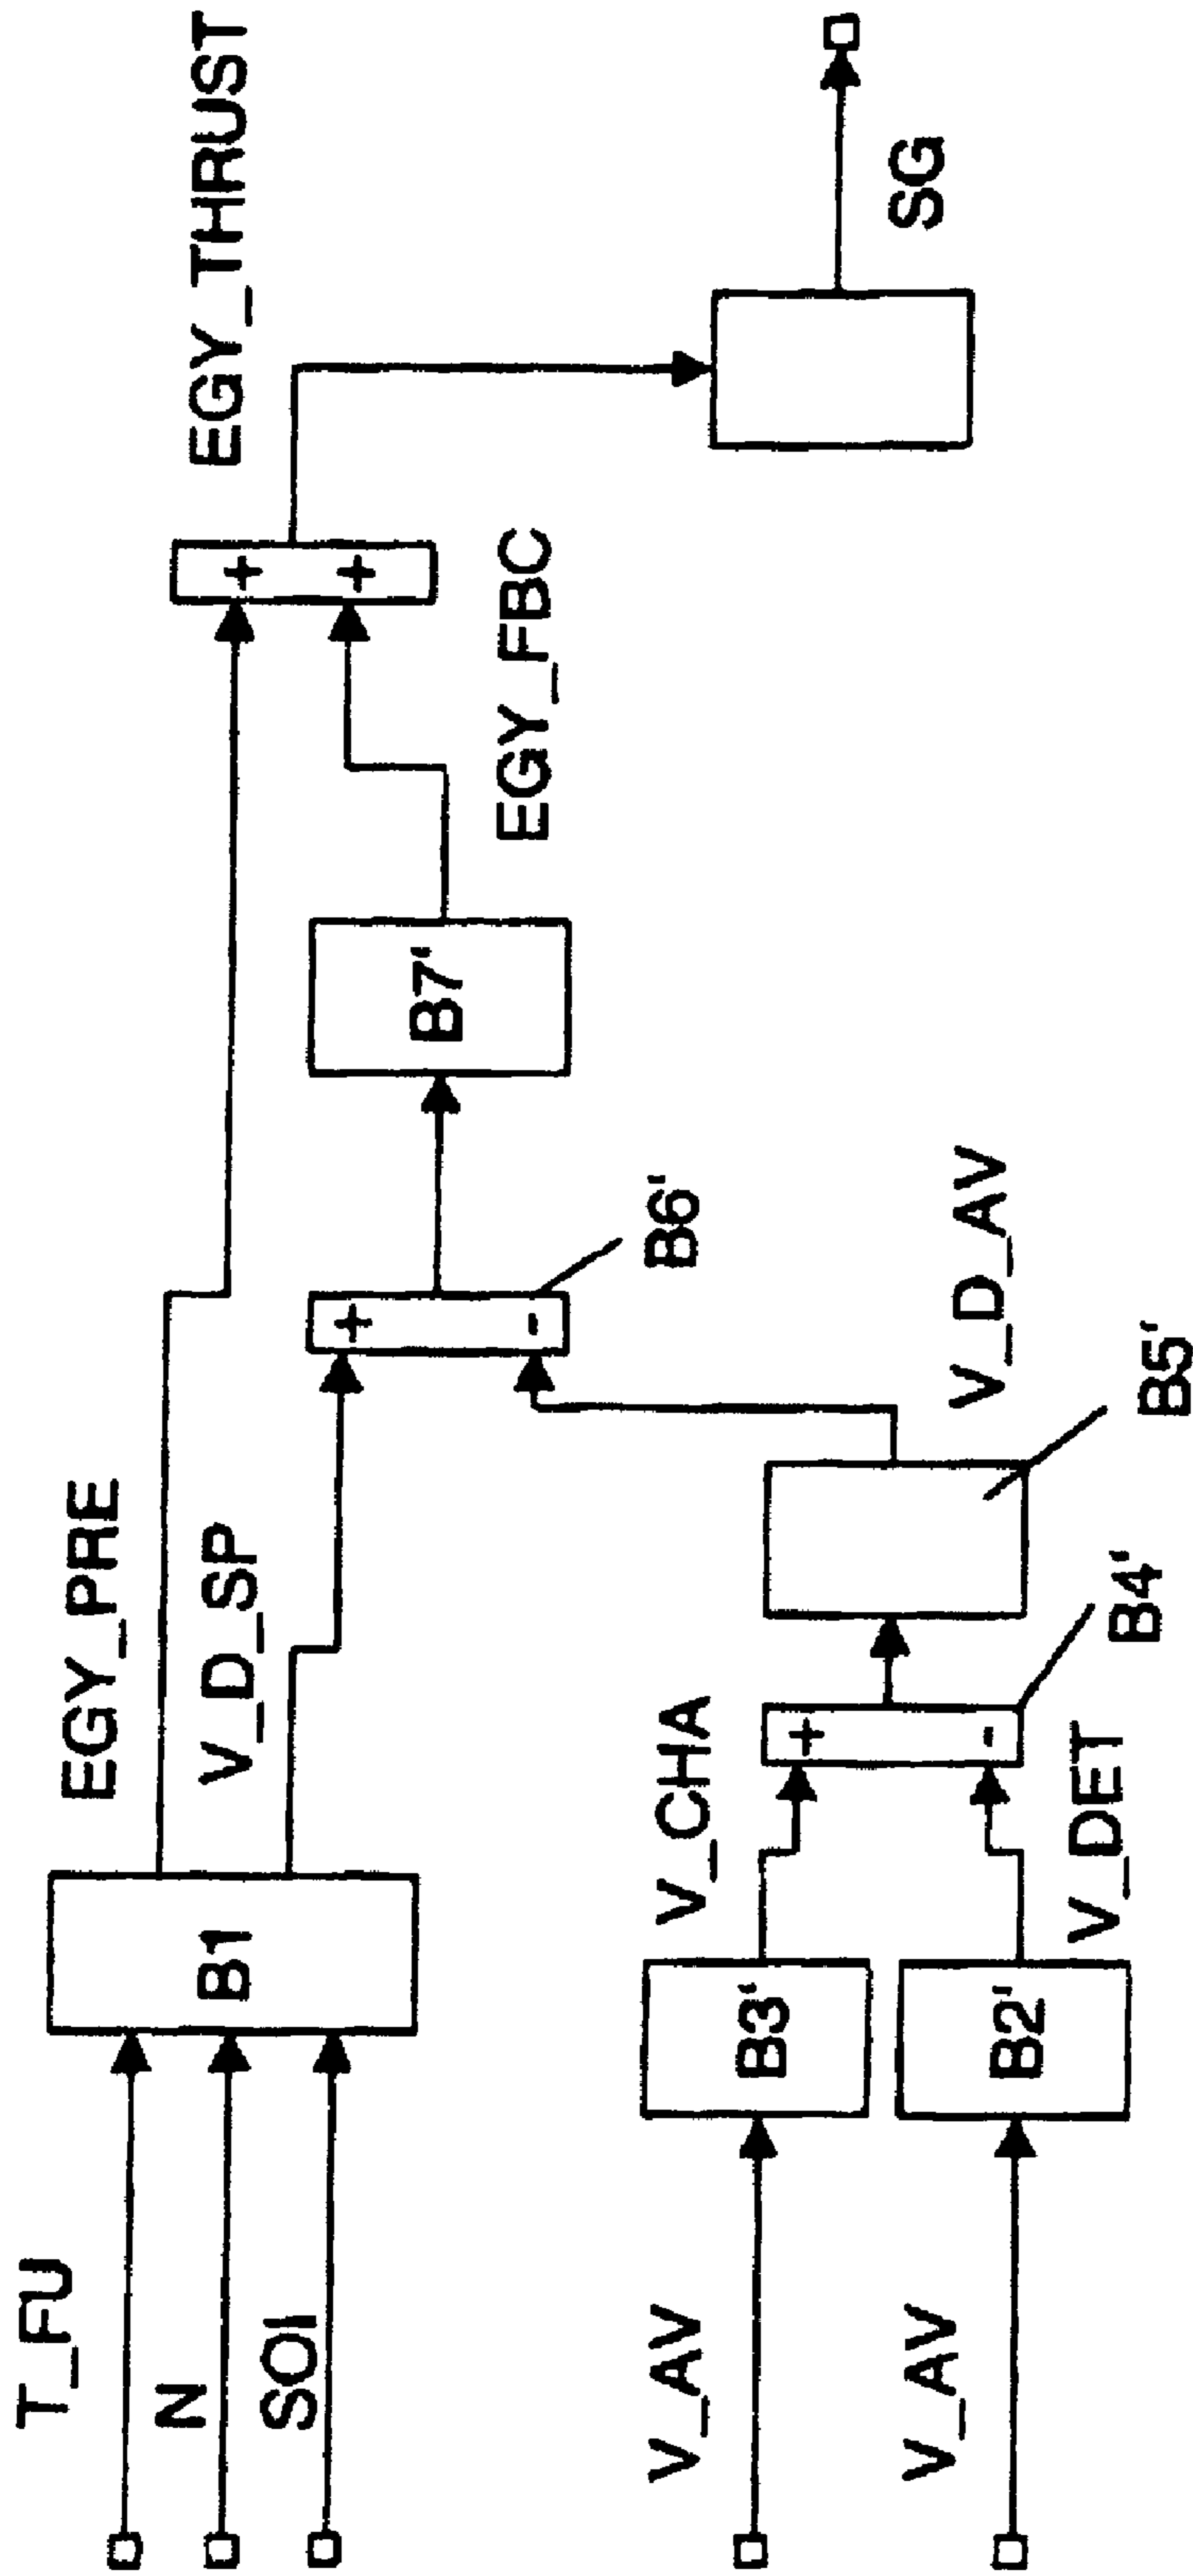 T_FU
N
SOI
B1
EGY_PRE
V_D_SP
EGY_THRUST
+
+
+
-
B6'
B7'
EGY_FBC
SG
V_AV
B3'
V_CHA
V_AV
B2'
V_DET
+
-
B4'
B5'
V_D_AV